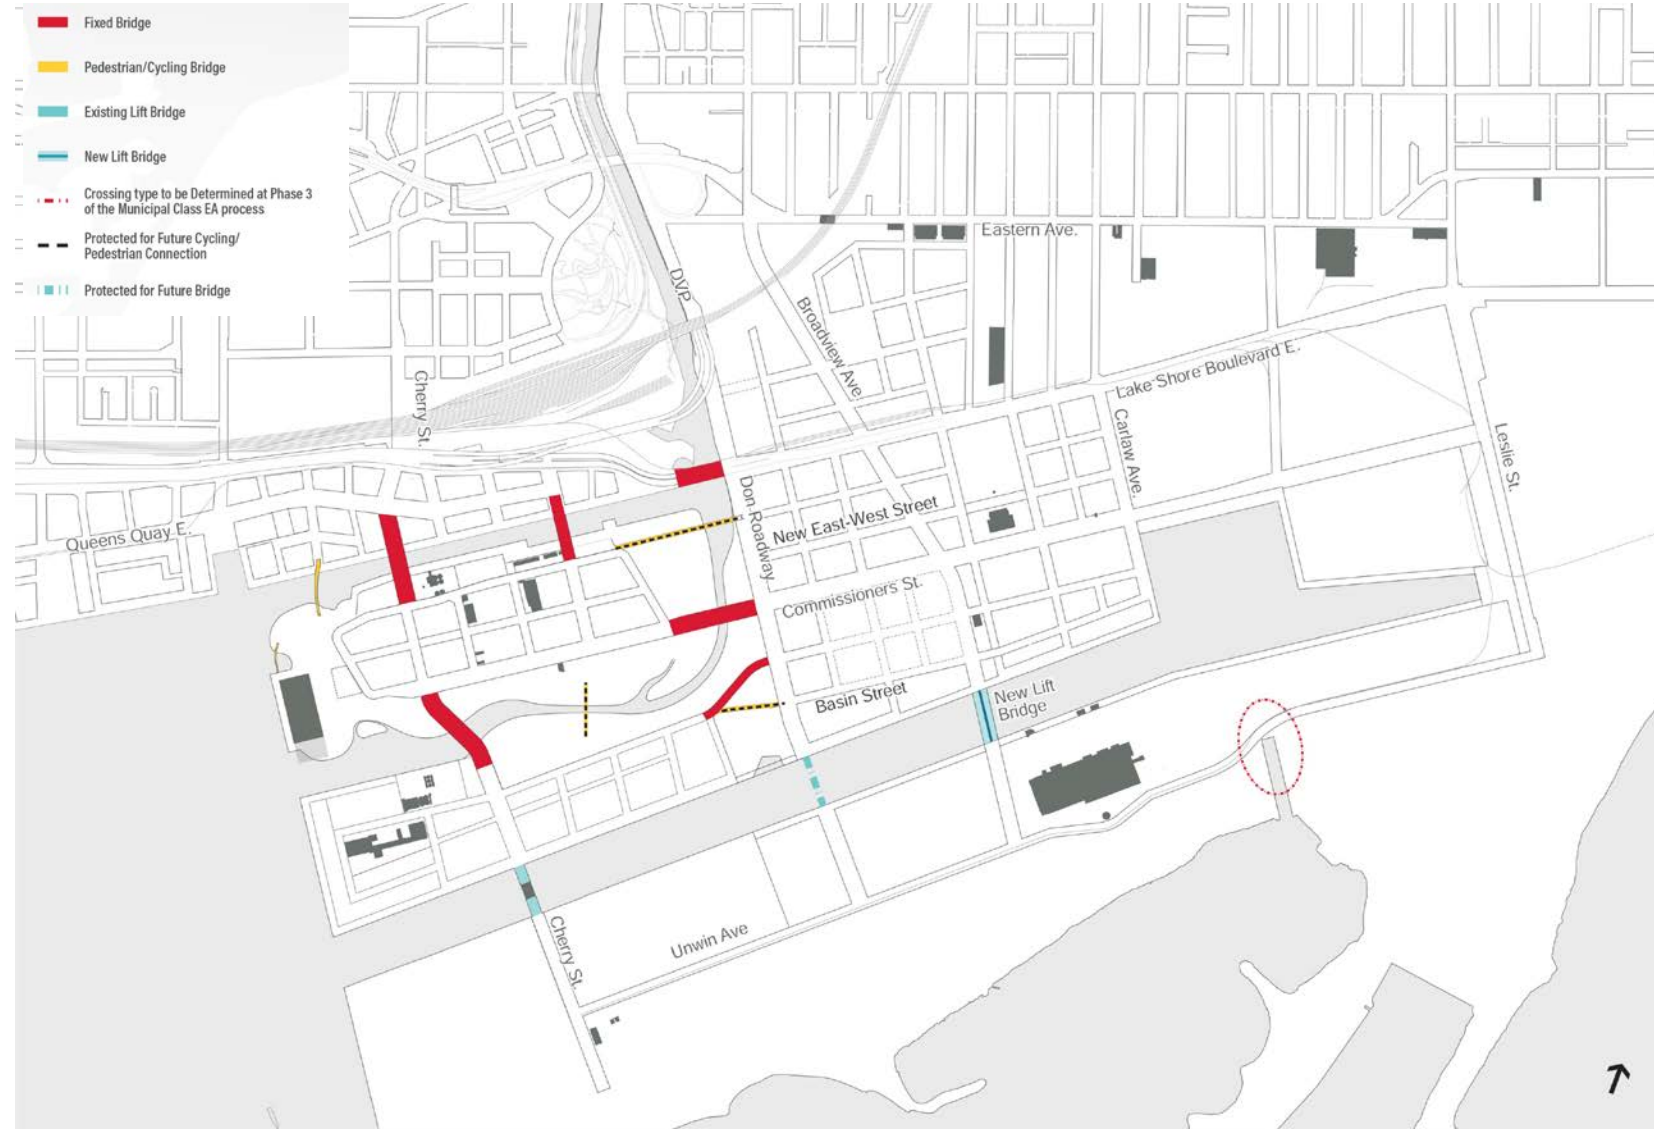 Fixed Bridge
Pedestrian/Cycling Bridge
Existing Lift Bridge
New Lift Bridge
Crossing type to be Determined at Phase 3
of the Municipal Class EA process
Protected for Future Cycling/
Pedestrian Connection
Protected for Future Bridge
Eastern Ave.
DVP
Broadview Ave.
Cherry St.
Lake Shore Boulevard E.
Carlaw Ave.
Leslie St.
Queens Quay E.
Don Roadway
New East-West Street
Commissioners St.
Basin Street
New Lift
Bridge
Unwin Ave
Cherry St.